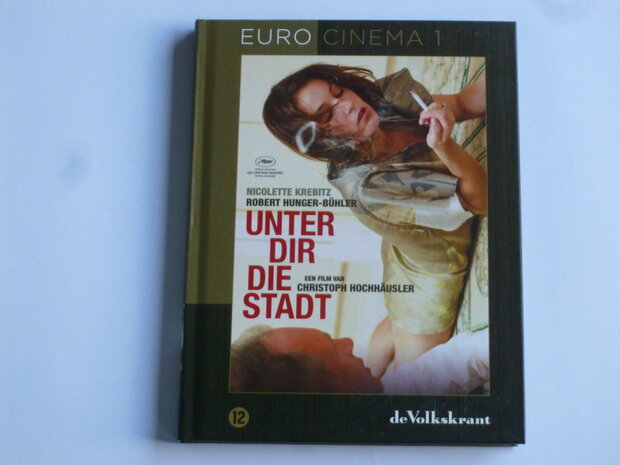 EURO CINEMA 1
NICOLETTE KREBITZ
ROBERT HUNGER-BÜHLER
UNTER
DIR
DIE
STADT
EEN FILM VAN
CHRISTOPH HOCHHÄUSLER
12
deVolkskrant